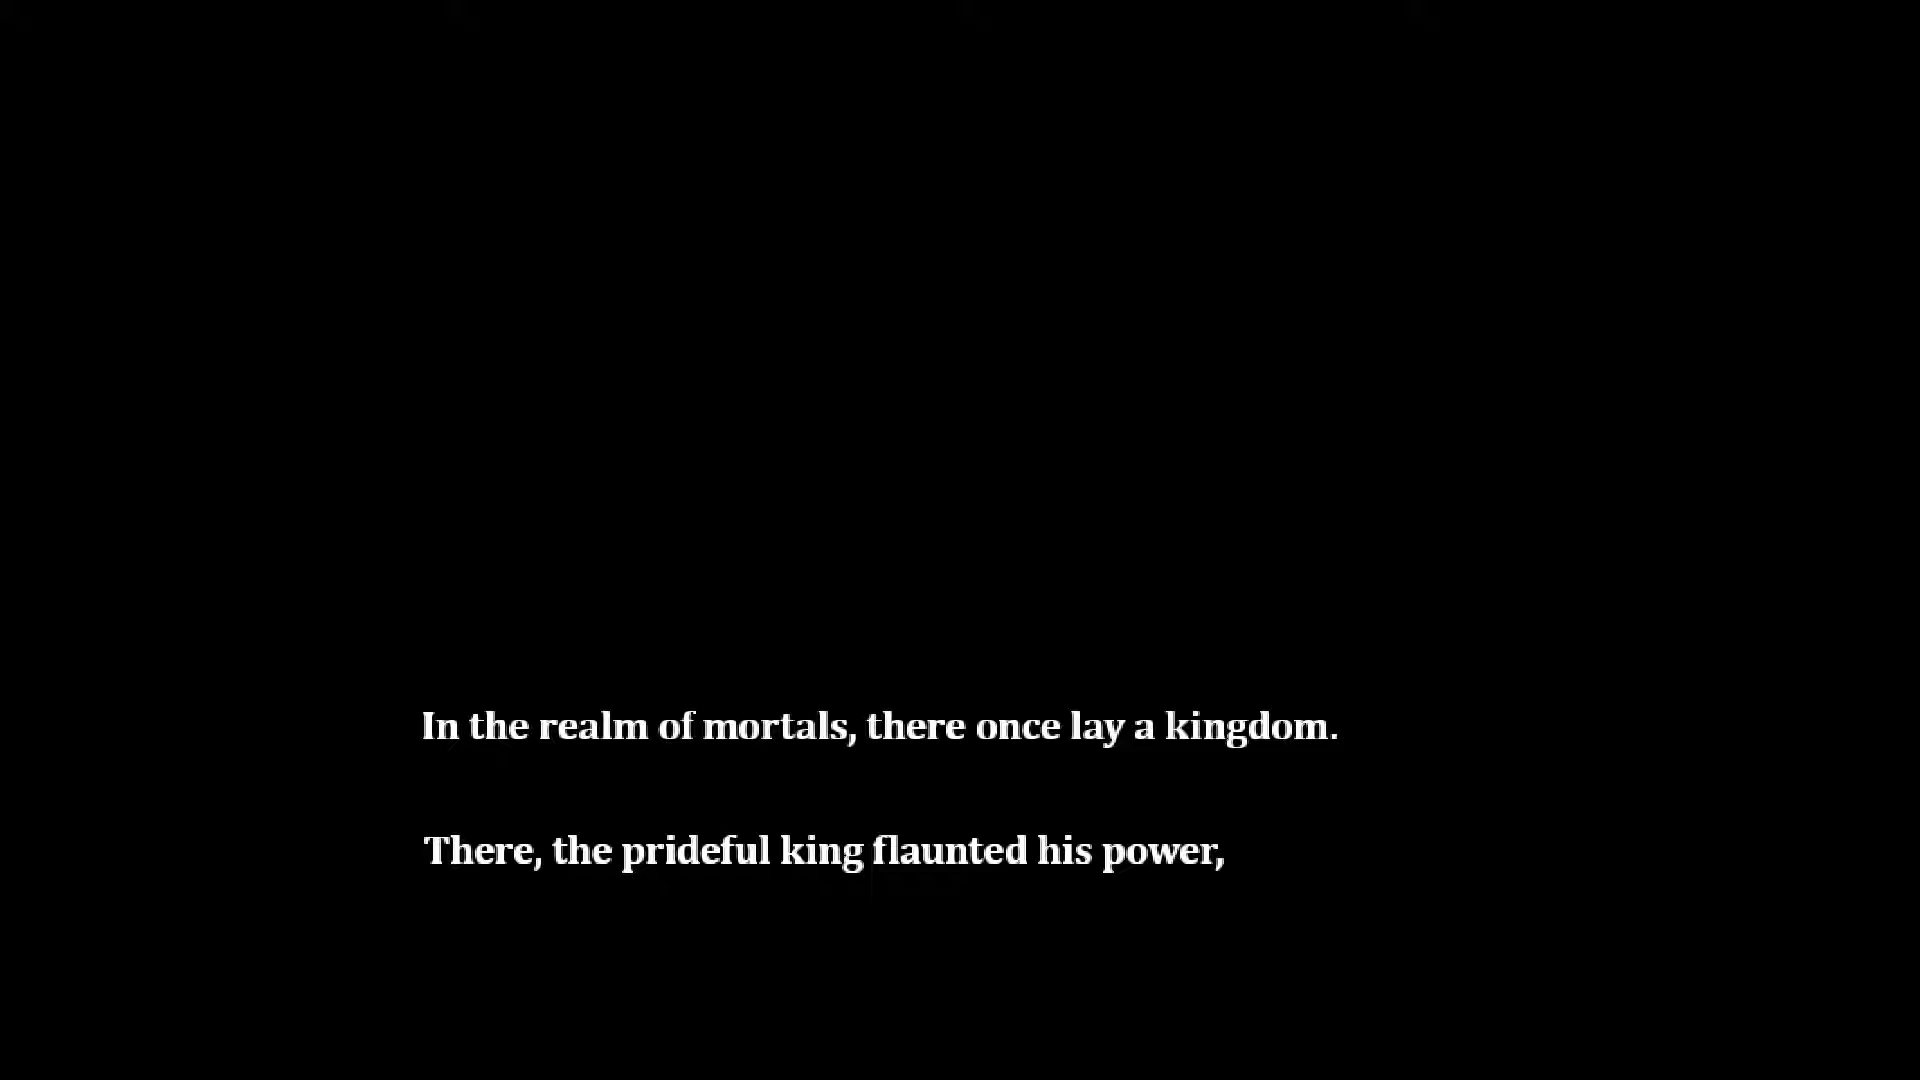 In the realm of mortals, there once lay a kingdom.
There, the prideful king flaunted his power,